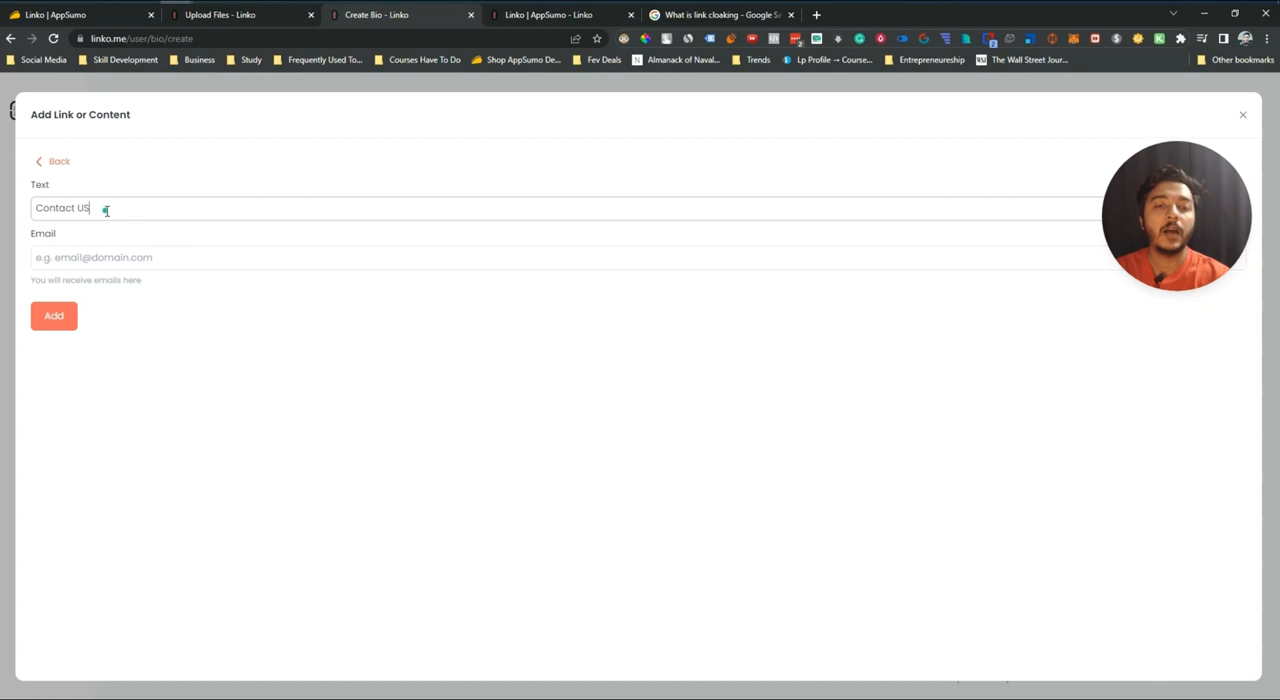 Linko | AppSumo
Upload Files - Linko
Create Bio - Linko
Linko | AppSumo - Linko
What is link cloaking - Google Se
linko.me/user/bio/create
Social Media
Skill Development
Business
Study
Frequently Used To...
Courses Have To Do
Shop AppSumo De...
Fev Deals
Almanack of Naval...
Trends
Lp Profile → Course...
Entrepreneureship
The Wall Street Jour...
Other bookmarks
Add Link or Content
Back
Text
Contact US
Email
e.g. email@domain.com
You will receive emails here
Add